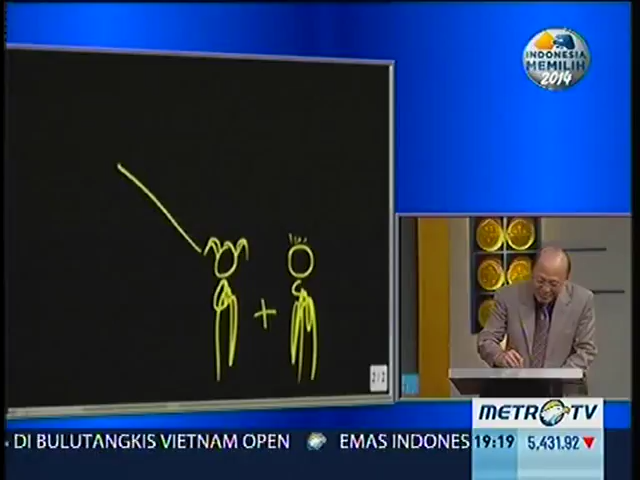 INDONESIA
MEMILIH
2014
2/2
METRO TV
DI BULUTANGKIS VIETNAM OPEN
EMAS INDONES
19:19
5,431.92